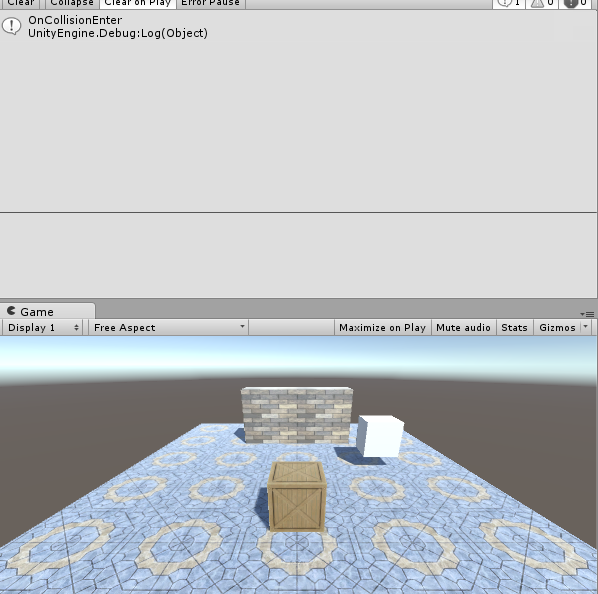 Clear Collapse Clear on Play Error Pause 1 0 0
OnCollisionEnter
UnityEngine.Debug:Log(Object)
Game
Display 1 Free Aspect Maximize on Play Mute audio Stats Gizmos